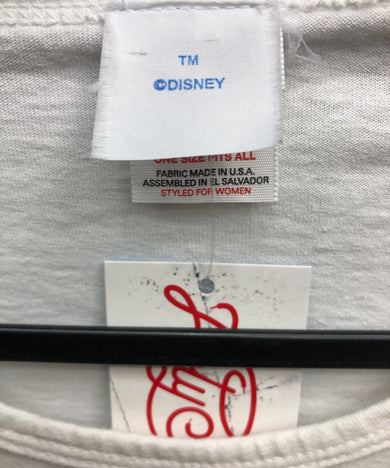 TM
©DISNEY
ONE SIZE FITS ALL
FABRIC MADE IN U.S.A.
ASSEMBLED IN EL SALVADOR
STYLED FOR WOMEN